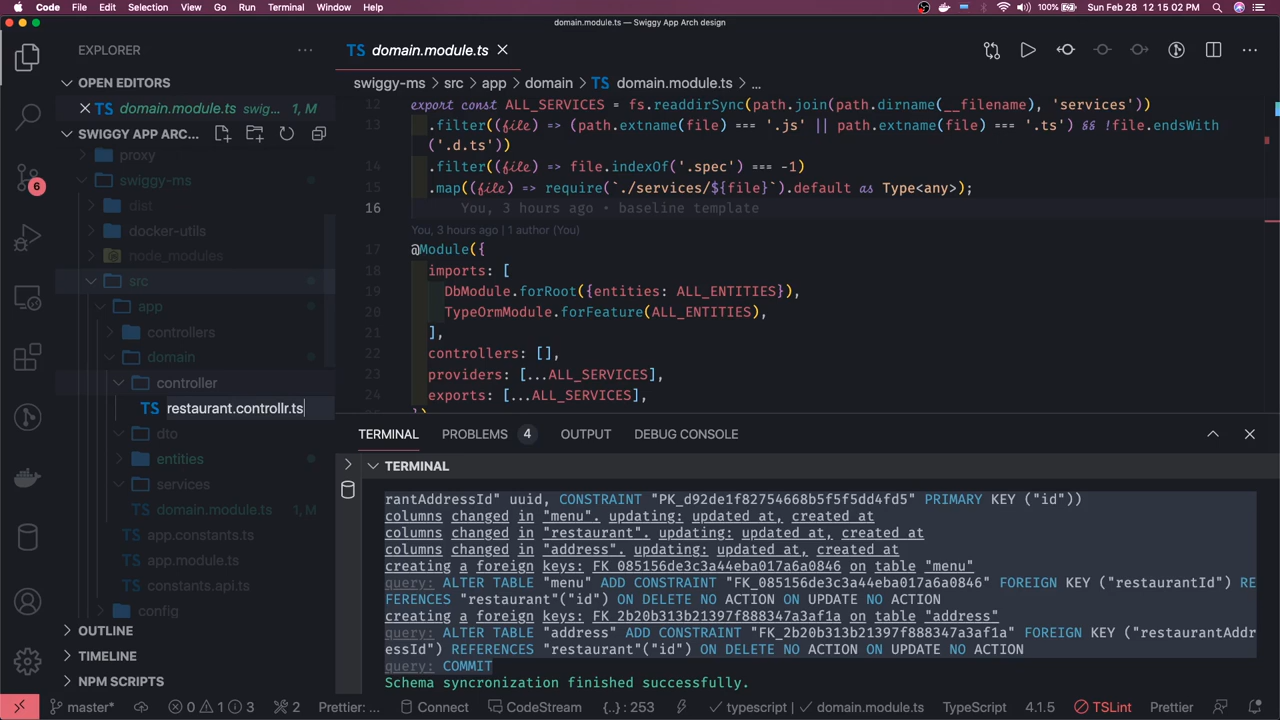 Code File Edit Selection View Go Run Terminal Window Help 100% Sun Feb 28 12 15 02 PM
domain.module.ts — Swiggy App Arch design
EXPLORER ···
OPEN EDITORS
TS domain.module.ts swig... 1, M
SWIGGY APP ARC...
proxy
swiggy-ms
dist
docker-utils
node_modules
src
app
controllers
domain
controller
TS restaurant.controllr.ts
dto
entities
services
TS domain.module.ts 1, M
TS app.constants.ts
TS app.module.ts
TS constants.api.ts
config
OUTLINE
TIMELINE
NPM SCRIPTS
6
TS domain.module.ts
swiggy-ms › src › app › domain › TS domain.module.ts › ...
12 export const ALL_SERVICES = fs.readdirSync(path.join(path.dirname(__filename), 'services'))
13 .filter((file) => (path.extname(file) === '.js' || path.extname(file) === '.ts') && !file.endsWith
('.d.ts'))
14 .filter((file) => file.indexOf('.spec') === -1)
15 .map((file) => require(`./services/${file}`).default as Type<any>);
16 You, 3 hours ago • baseline template
You, 3 hours ago | 1 author (You)
17 @Module({
18 imports: [
19 DbModule.forRoot({entities: ALL_ENTITIES}),
20 TypeOrmModule.forFeature(ALL_ENTITIES),
21 ],
22 controllers: [],
23 providers: [...ALL_SERVICES],
24 exports: [...ALL_SERVICES],
TERMINAL PROBLEMS 4 OUTPUT DEBUG CONSOLE
TERMINAL
rantAddressId" uuid, CONSTRAINT "PK_d92de1f82754668b5f5f5dd4fd5" PRIMARY KEY ("id"))
columns changed in "menu". updating: updated_at, created_at
columns changed in "restaurant". updating: updated_at, created_at
columns changed in "address". updating: updated_at, created_at
creating a foreign keys: FK_085156de3c3a44eba017a6a0846 on table "menu"
query: ALTER TABLE "menu" ADD CONSTRAINT "FK_085156de3c3a44eba017a6a0846" FOREIGN KEY ("restaurantId") RE
FERENCES "restaurant"("id") ON DELETE NO ACTION ON UPDATE NO ACTION
creating a foreign keys: FK_2b20b313b21397f888347a3af1a on table "address"
query: ALTER TABLE "address" ADD CONSTRAINT "FK_2b20b313b21397f888347a3af1a" FOREIGN KEY ("restaurantAddr
essId") REFERENCES "restaurant"("id") ON DELETE NO ACTION ON UPDATE NO ACTION
query: COMMIT
Schema syncronization finished successfully.
master* 0 1 3 2 Prettier: ... Connect CodeStream {..} : 253 typescript | domain.module.ts TypeScript 4.1.5 TSLint Prettier